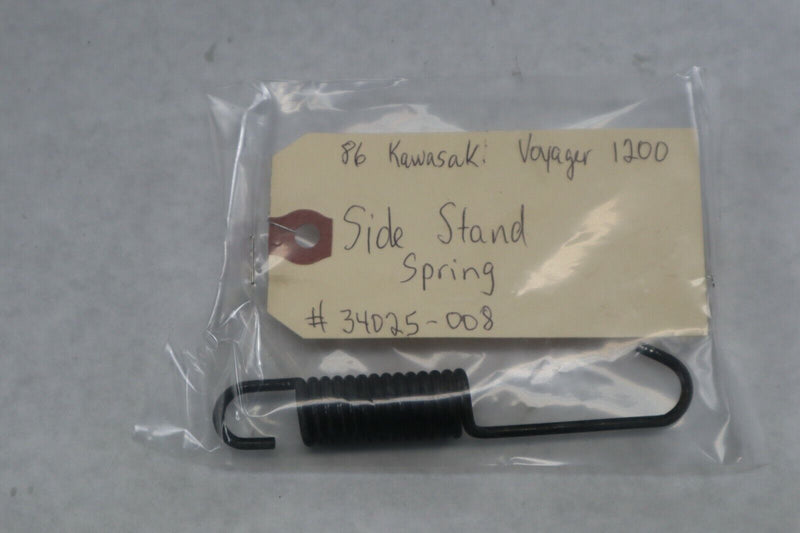 86 Kawasaki Voyager 1200
Side Stand
Spring
# 34025-008